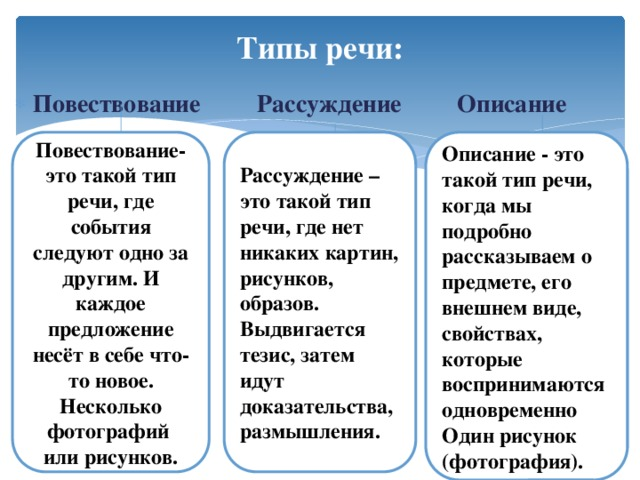 Типы речи:
Повествование
Рассуждение
Описание
Повествование-
это такой тип
речи, где
события
следуют одно за
другим. И
каждое
предложение
несёт в себе что-
то новое.
Несколько
фотографий
или рисунков.
Рассуждение –
это такой тип
речи, где нет
никаких картин,
рисунков,
образов.
Выдвигается
тезис, затем
идут
доказательства,
размышления.
Описание - это
такой тип речи,
когда мы
подробно
рассказываем о
предмете, его
внешнем виде,
свойствах,
которые
воспринимаются
одновременно
Один рисунок
(фотография).